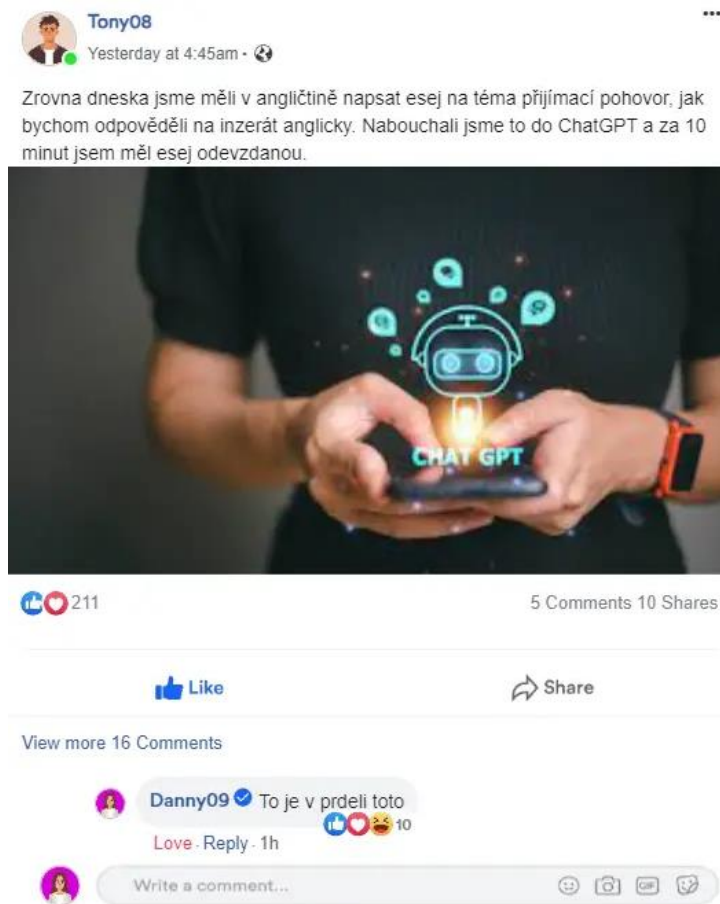 Tony08
Yesterday at 4:45am ·
Zrovna dneska jsme měli v angličtině napsat esej na téma přijímací pohovor, jak
bychom odpověděli na inzerát anglicky. Nabouchali jsme to do ChatGPT a za 10
minut jsem měl esej odevzdanou.
CHAT GPT
211
5 Comments 10 Shares
Like
Share
View more 16 Comments
Danny09 To je v prdeli toto
10
Love · Reply · 1h
Write a comment...
GIF